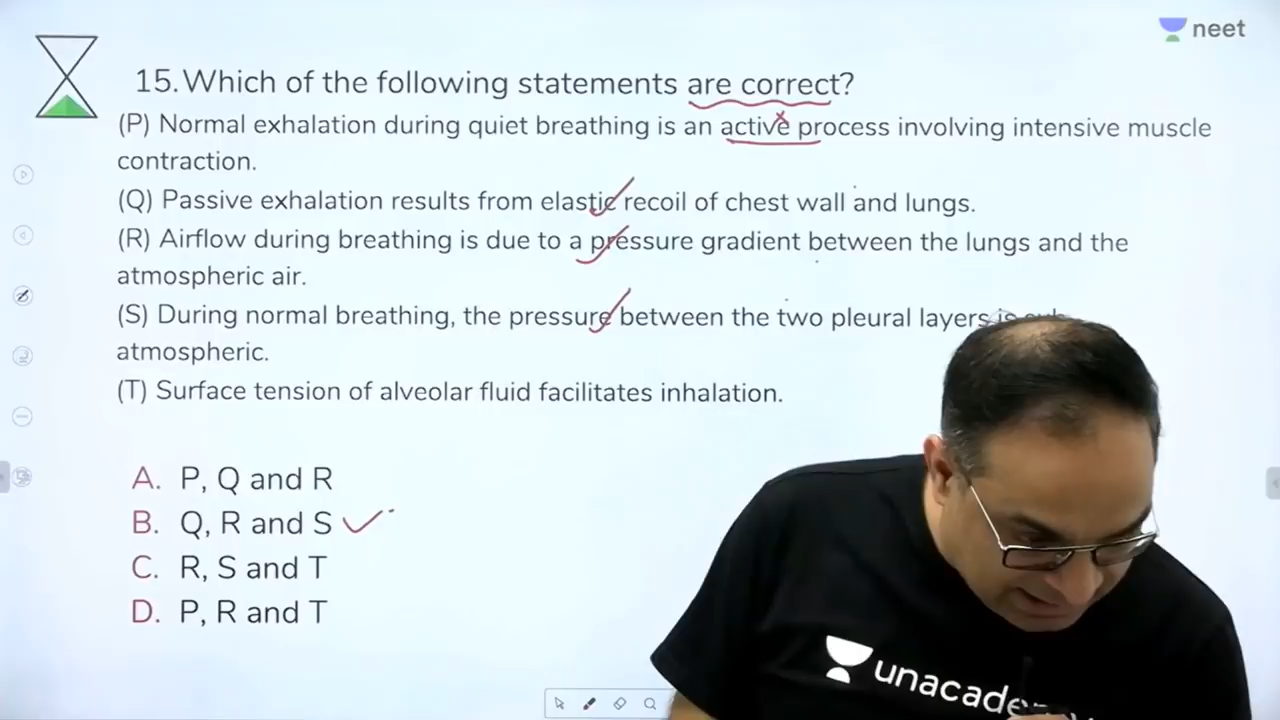 neet
15. Which of the following statements are correct?
(P) Normal exhalation during quiet breathing is an active process involving intensive muscle
contraction.
(Q) Passive exhalation results from elastic recoil of chest wall and lungs.
(R) Airflow during breathing is due to a pressure gradient between the lungs and the
atmospheric air.
(S) During normal breathing, the pressure between the two pleural layers is
atmospheric.
(T) Surface tension of alveolar fluid facilitates inhalation.
A. P, Q and R
B. Q, R and S
C. R, S and T
D. P, R and T